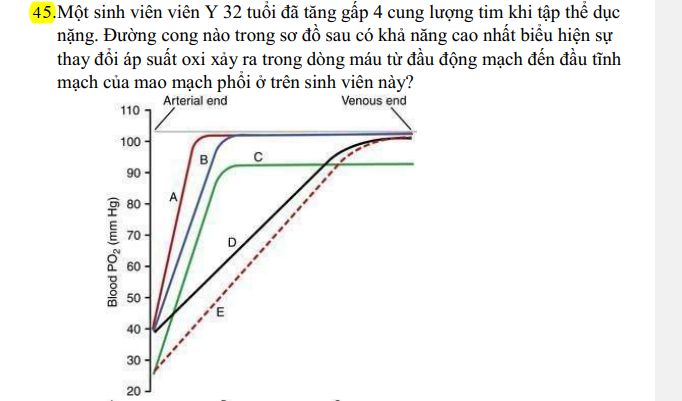 45.Một sinh viên viên Y 32 tuổi đã tăng gấp 4 cung lượng tim khi tập thể dục
nặng. Đường cong nào trong sơ đồ sau có khả năng cao nhất biểu hiện sự
thay đổi áp suất oxi xảy ra trong dòng máu từ đầu động mạch đến đầu tĩnh
mạch của mao mạch phổi ở trên sinh viên này?
Arterial end
Venous end
110
100
90
80
70
60
50
40
30
20
Blood PO2 (mm Hg)
A
B
C
D
E